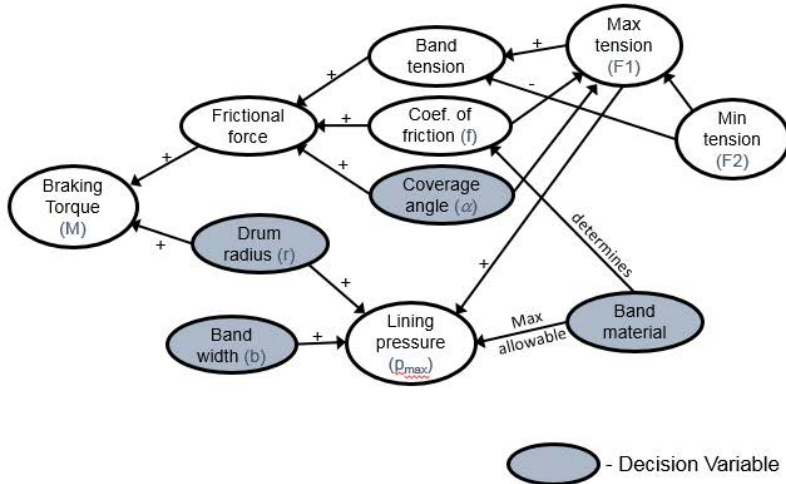 Max
tension
(F1)
Band
tension
+
-
+
Frictional
force
+
Coef. of
friction (f)
Min
tension
(F2)
+
+
Coverage
angle (α)
Braking
Torque
(M)
+
Drum
radius (r)
determines
+
+
Band
width (b)
+
Lining
pressure
(pmax)
Max
allowable
Band
material
- Decision Variable